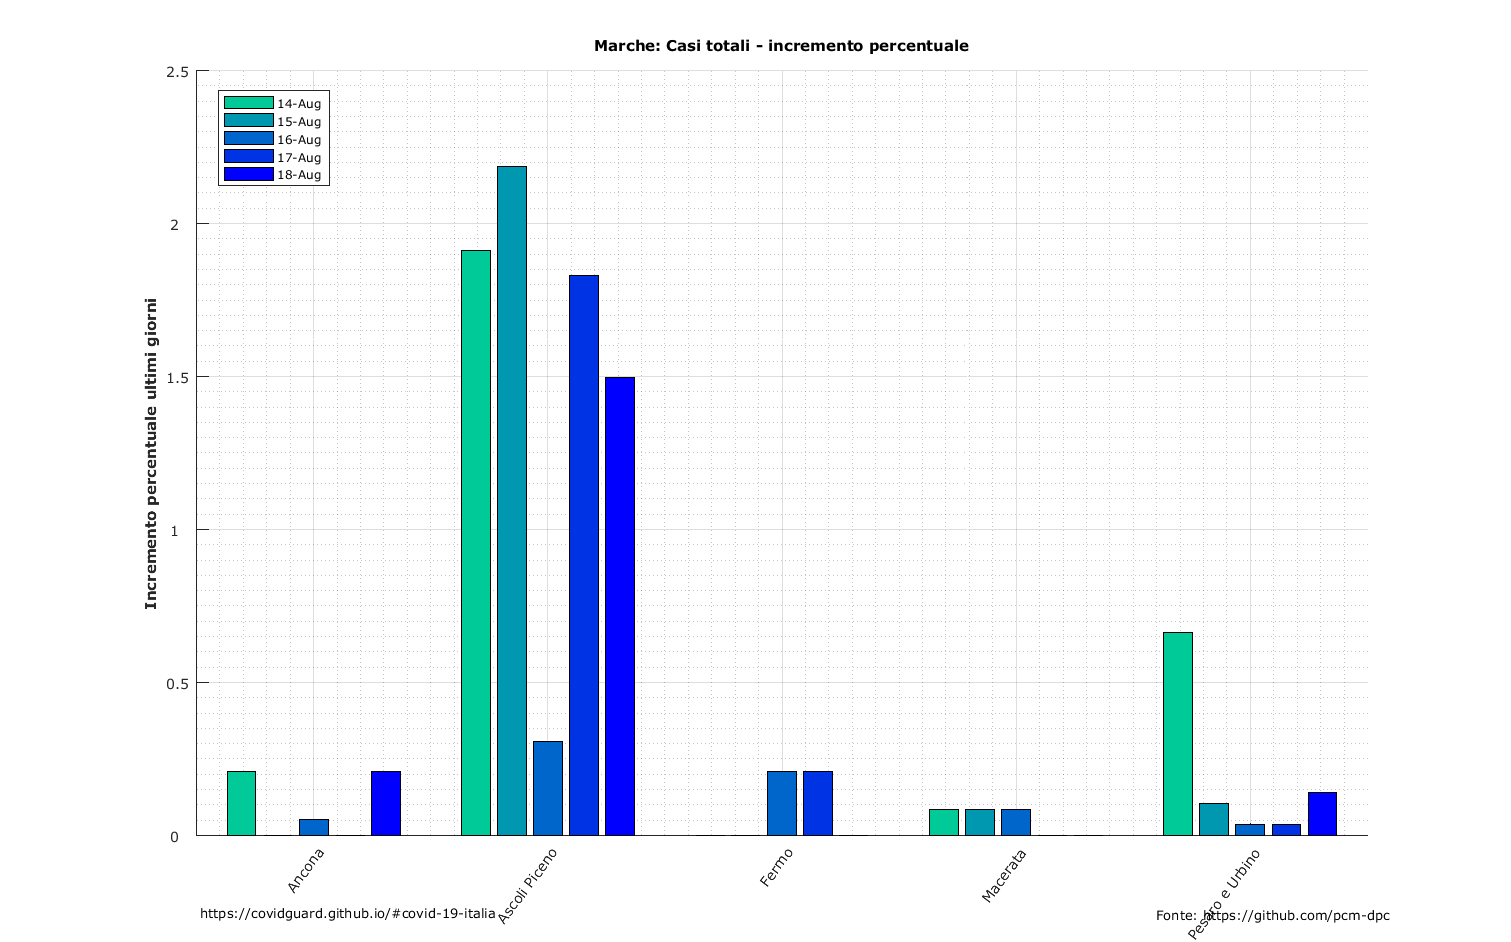 Marche: Casi totali - incremento percentuale
2.5
2
1.5
1
0.5
0
Incremento percentuale ultimi giorni
14-Aug
15-Aug
16-Aug
17-Aug
18-Aug
Ancona
Ascoli Piceno
Fermo
Macerata
Pesaro e Urbino
https://covidguard.github.io/#covid-19-italia
Fonte: https://github.com/pcm-dpc